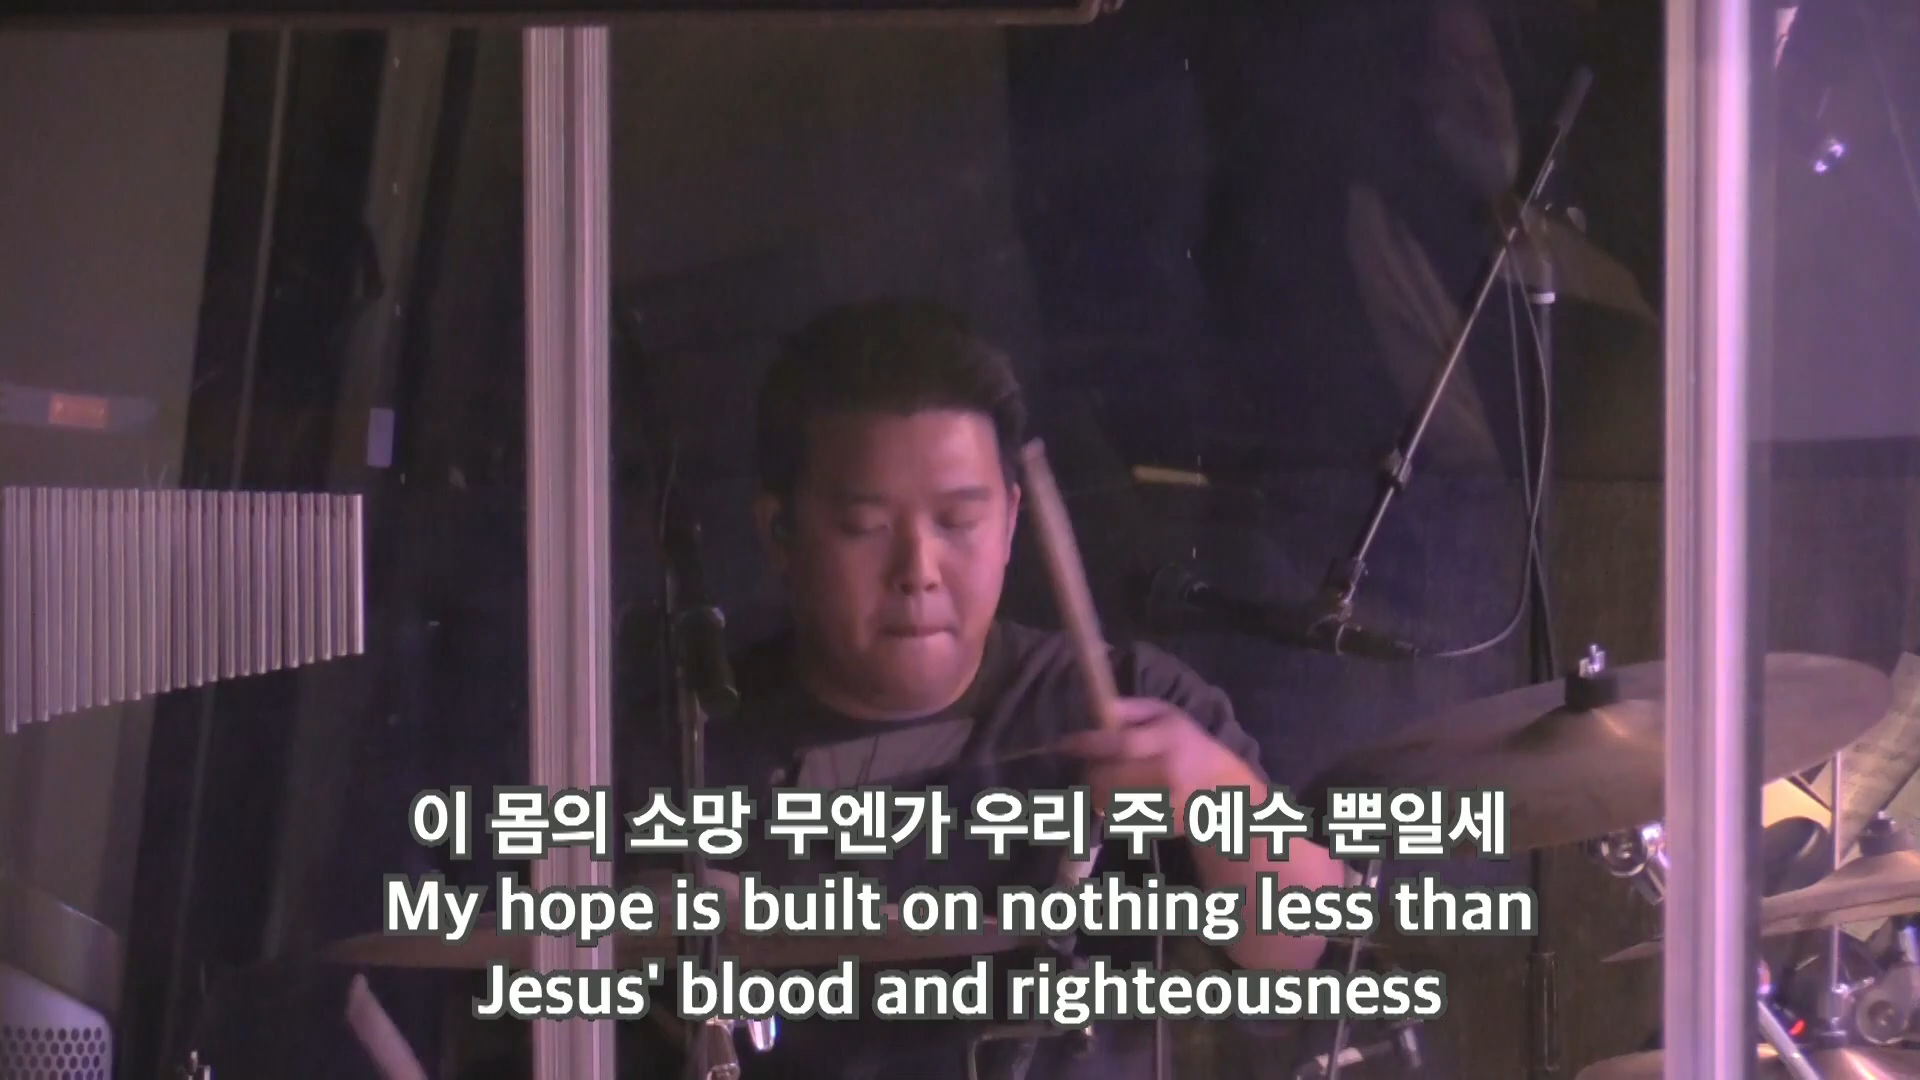 이 몸의 소망 무엔가 우리 주 예수 뿐일세
My hope is built on nothing less than
Jesus' blood and righteousness